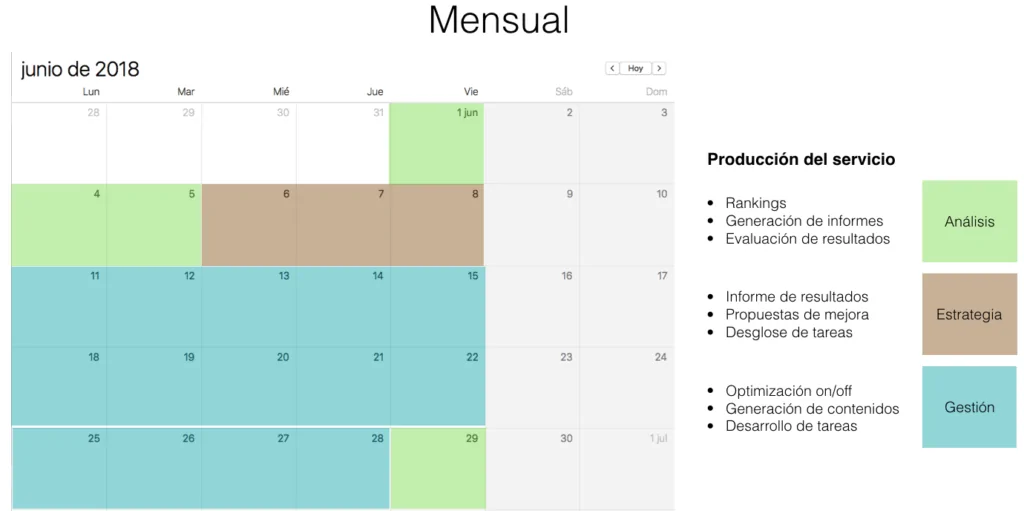 Mensual
junio de 2018
< Hoy >
Lun Mar Mié Jue Vie Sáb Dom
28 29 30 31 1 jun 2 3
4 5 6 7 8 9 10
11 12 13 14 15 16 17
18 19 20 21 22 23 24
25 26 27 28 29 30 1 jul
Producción del servicio
• Rankings
• Generación de informes
• Evaluación de resultados
Análisis
• Informe de resultados
• Propuestas de mejora
• Desglose de tareas
Estrategia
• Optimización on/off
• Generación de contenidos
• Desarrollo de tareas
Gestión